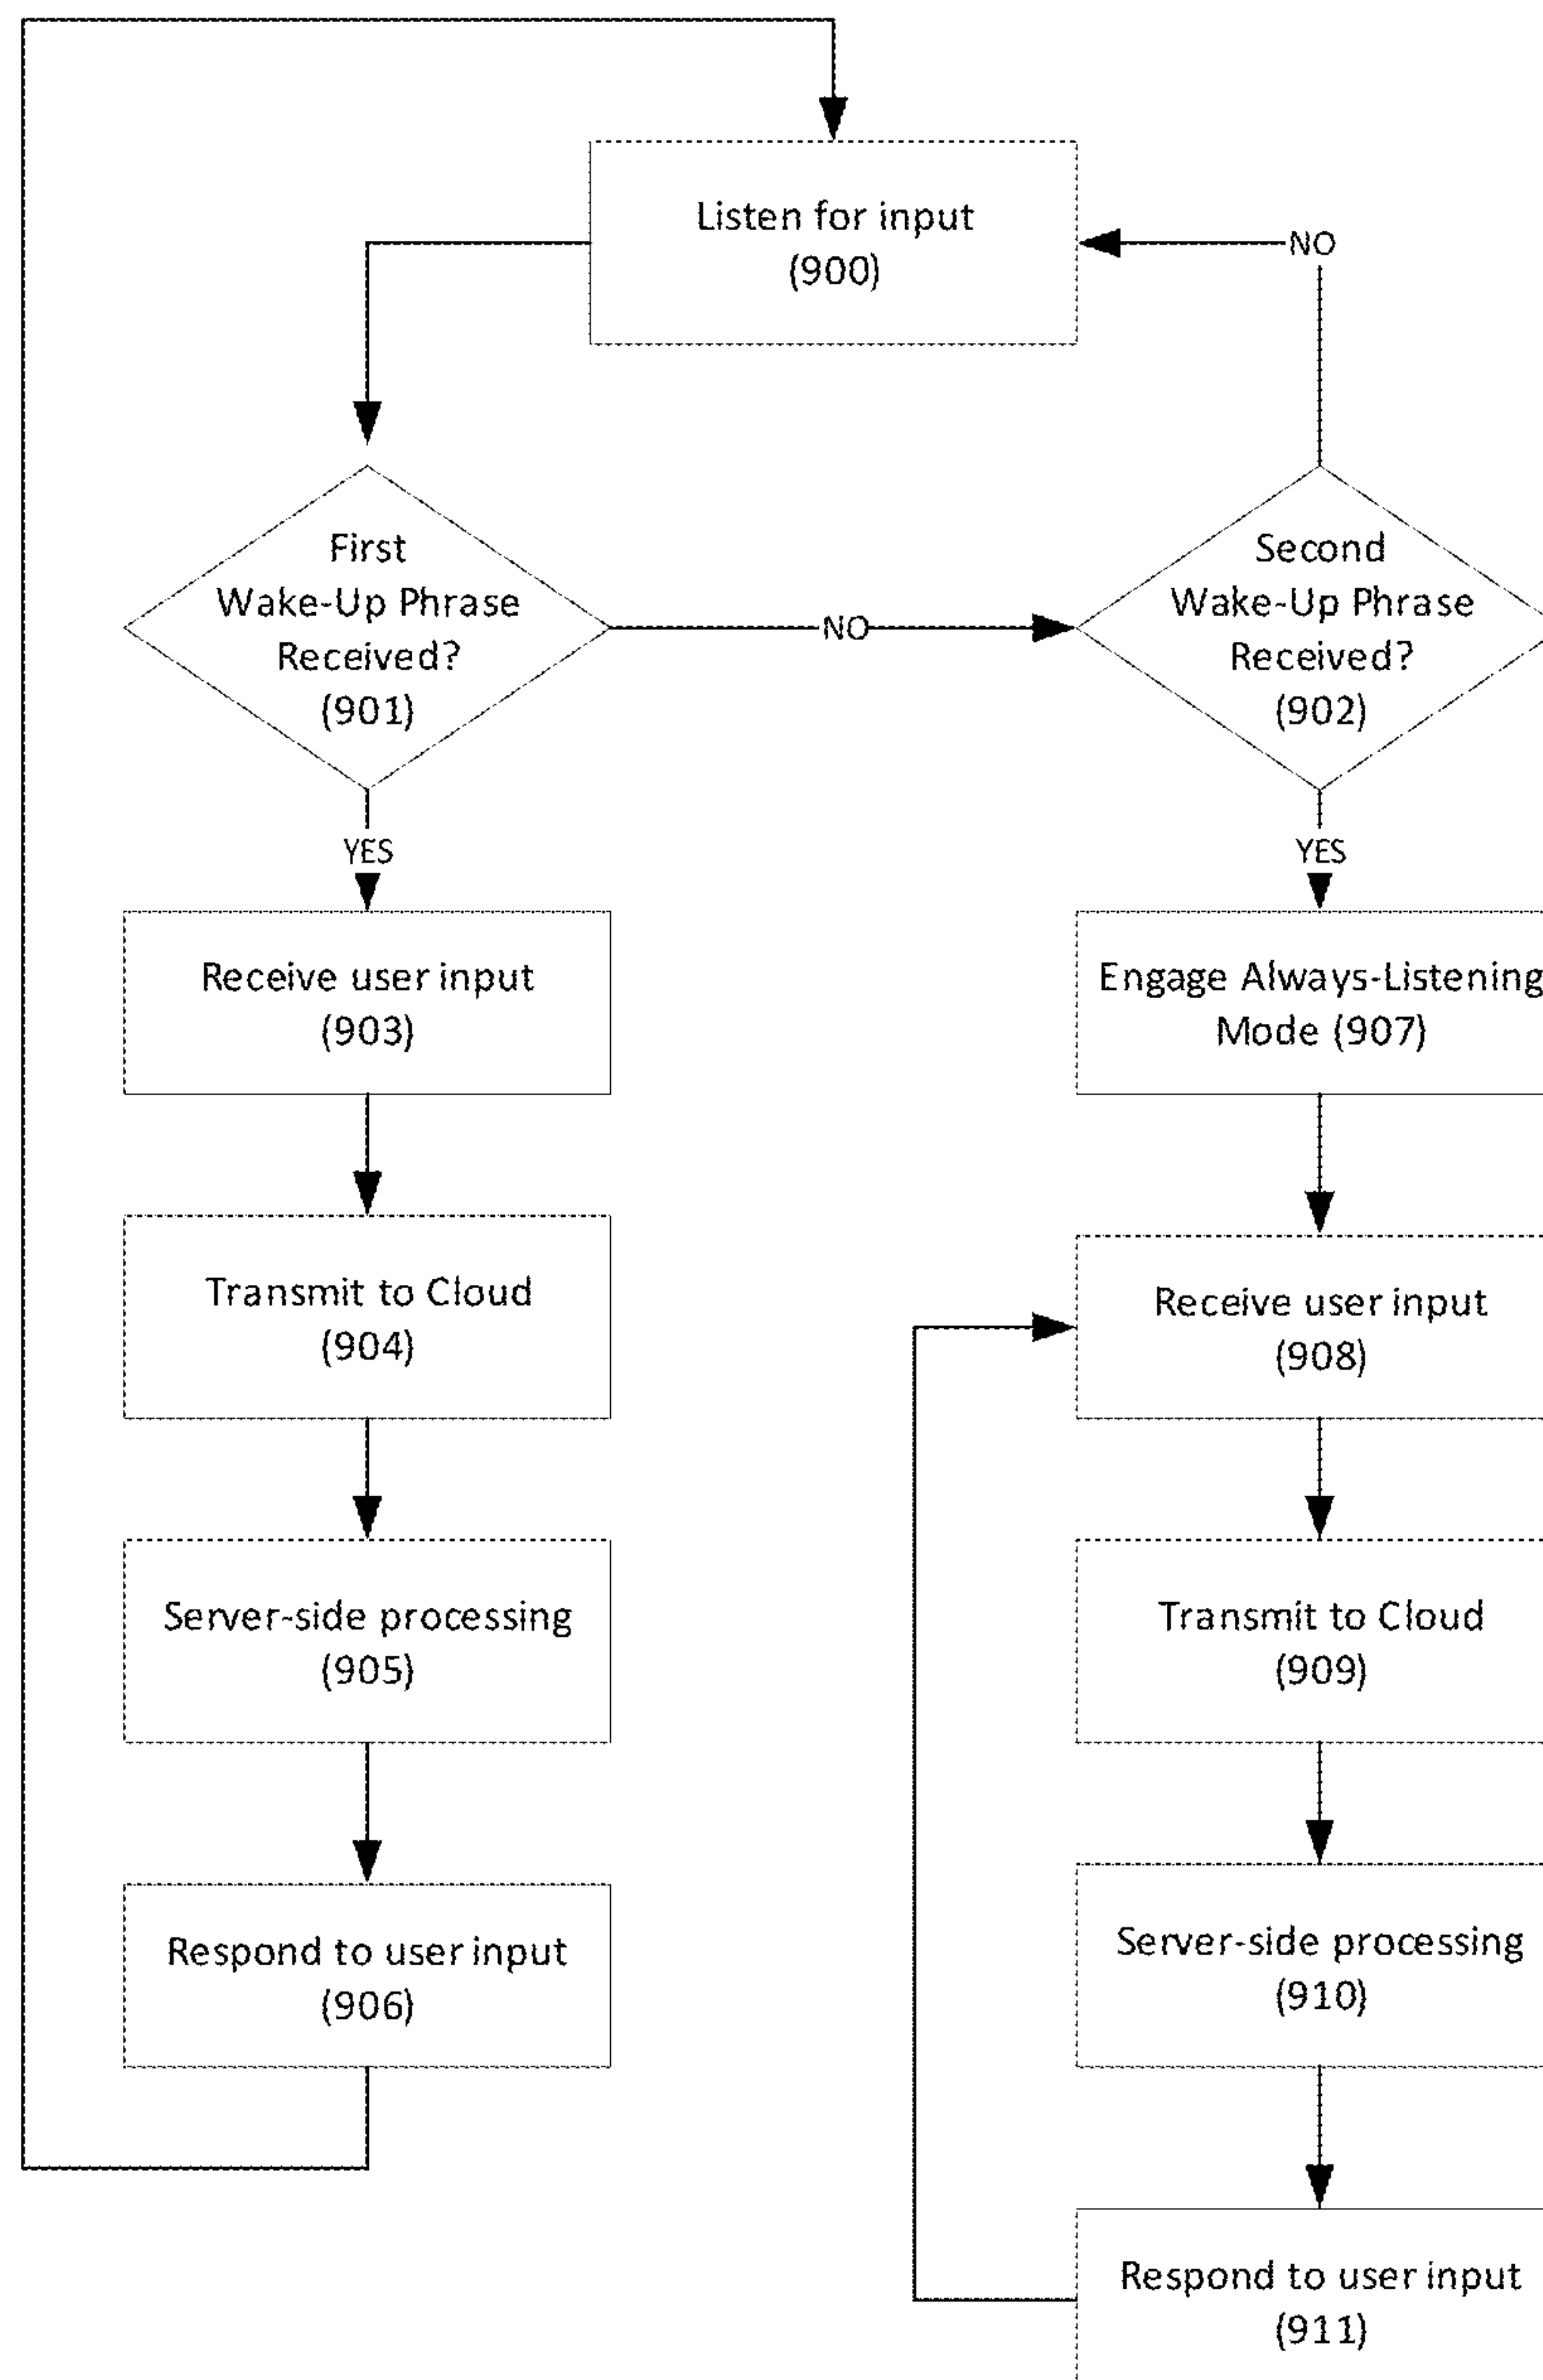 Listen for input
(900)
NO
First
Wake-Up Phrase
Received?
(901)
NO
Second
Wake-Up Phrase
Received?
(902)
YES
YES
Receive user input
(903)
Engage Always-Listening
Mode (907)
Transmit to Cloud
(904)
Receive user input
(908)
Server-side processing
(905)
Transmit to Cloud
(909)
Respond to user input
(906)
Server-side processing
(910)
Respond to user input
(911)